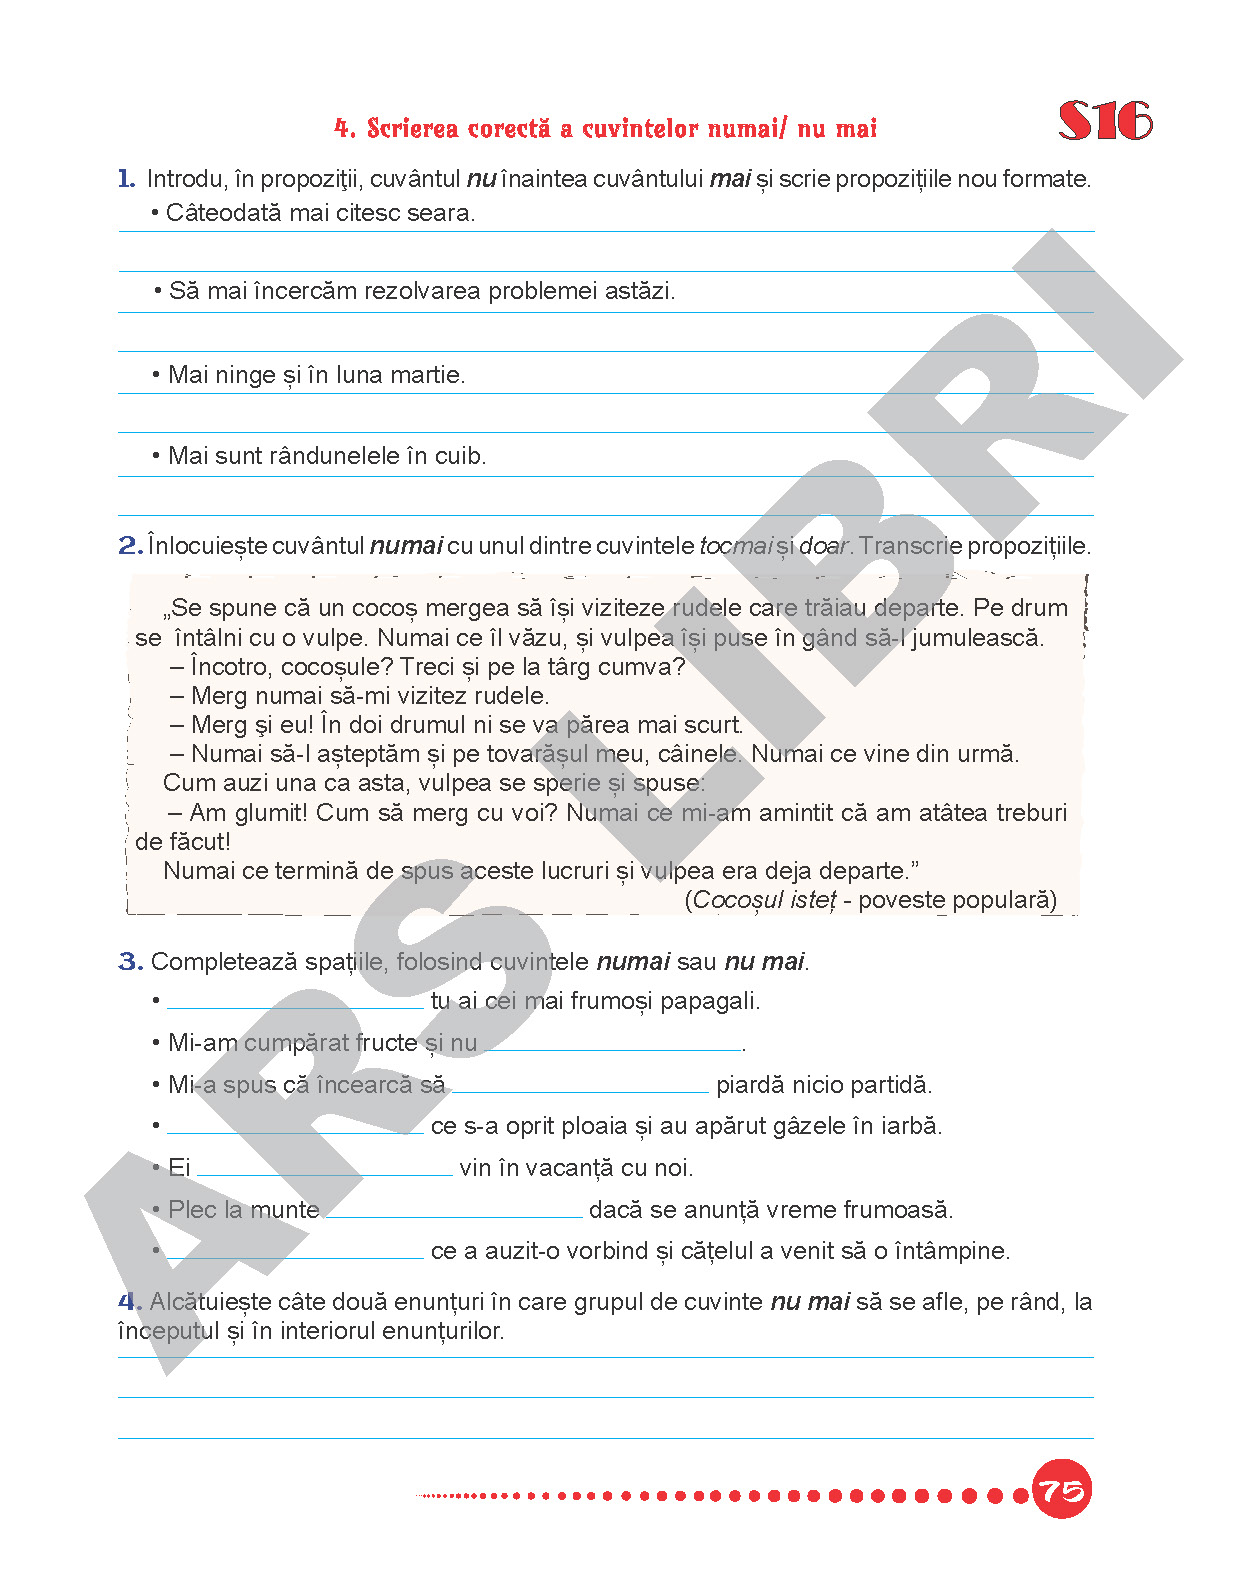 S16
4. Scrierea corectă a cuvintelor numai/ nu mai
1. Introdu, în propoziţii, cuvântul nu înaintea cuvântului mai și scrie propozițiile nou formate.
• Câteodată mai citesc seara.
• Să mai încercăm rezolvarea problemei astăzi.
• Mai ninge și în luna martie.
• Mai sunt rândunelele în cuib.
2. Înlocuiește cuvântul numai cu unul dintre cuvintele tocmai și doar. Transcrie propozițiile.
„Se spune că un cocoș mergea să își viziteze rudele care trăiau departe. Pe drum
se întâlni cu o vulpe. Numai ce îl văzu, și vulpea își puse în gând să-l jumulească.
– Încotro, cocoșule? Treci și pe la târg cumva?
– Merg numai să-mi vizitez rudele.
– Merg şi eu! În doi drumul ni se va părea mai scurt.
– Numai să-l așteptăm și pe tovarășul meu, câinele. Numai ce vine din urmă.
Cum auzi una ca asta, vulpea se sperie și spuse:
– Am glumit! Cum să merg cu voi? Numai ce mi-am amintit că am atâtea treburi
de făcut!
Numai ce termină de spus aceste lucruri și vulpea era deja departe.”
(Cocoșul isteț - poveste populară)
3. Completează spațiile, folosind cuvintele numai sau nu mai.
• ____ tu ai cei mai frumoși papagali.
• Mi-am cumpărat fructe și nu ____.
• Mi-a spus că încearcă să ____ piardă nicio partidă.
• ____ ce s-a oprit ploaia și au apărut gâzele în iarbă.
• Ei ____ vin în vacanță cu noi.
• Plec la munte ____ dacă se anunță vreme frumoasă.
• ____ ce a auzit-o vorbind și cățelul a venit să o întâmpine.
4. Alcătuiește câte două enunțuri în care grupul de cuvinte nu mai să se afle, pe rând, la
începutul și în interiorul enunțurilor.
75
ARS LIBRI